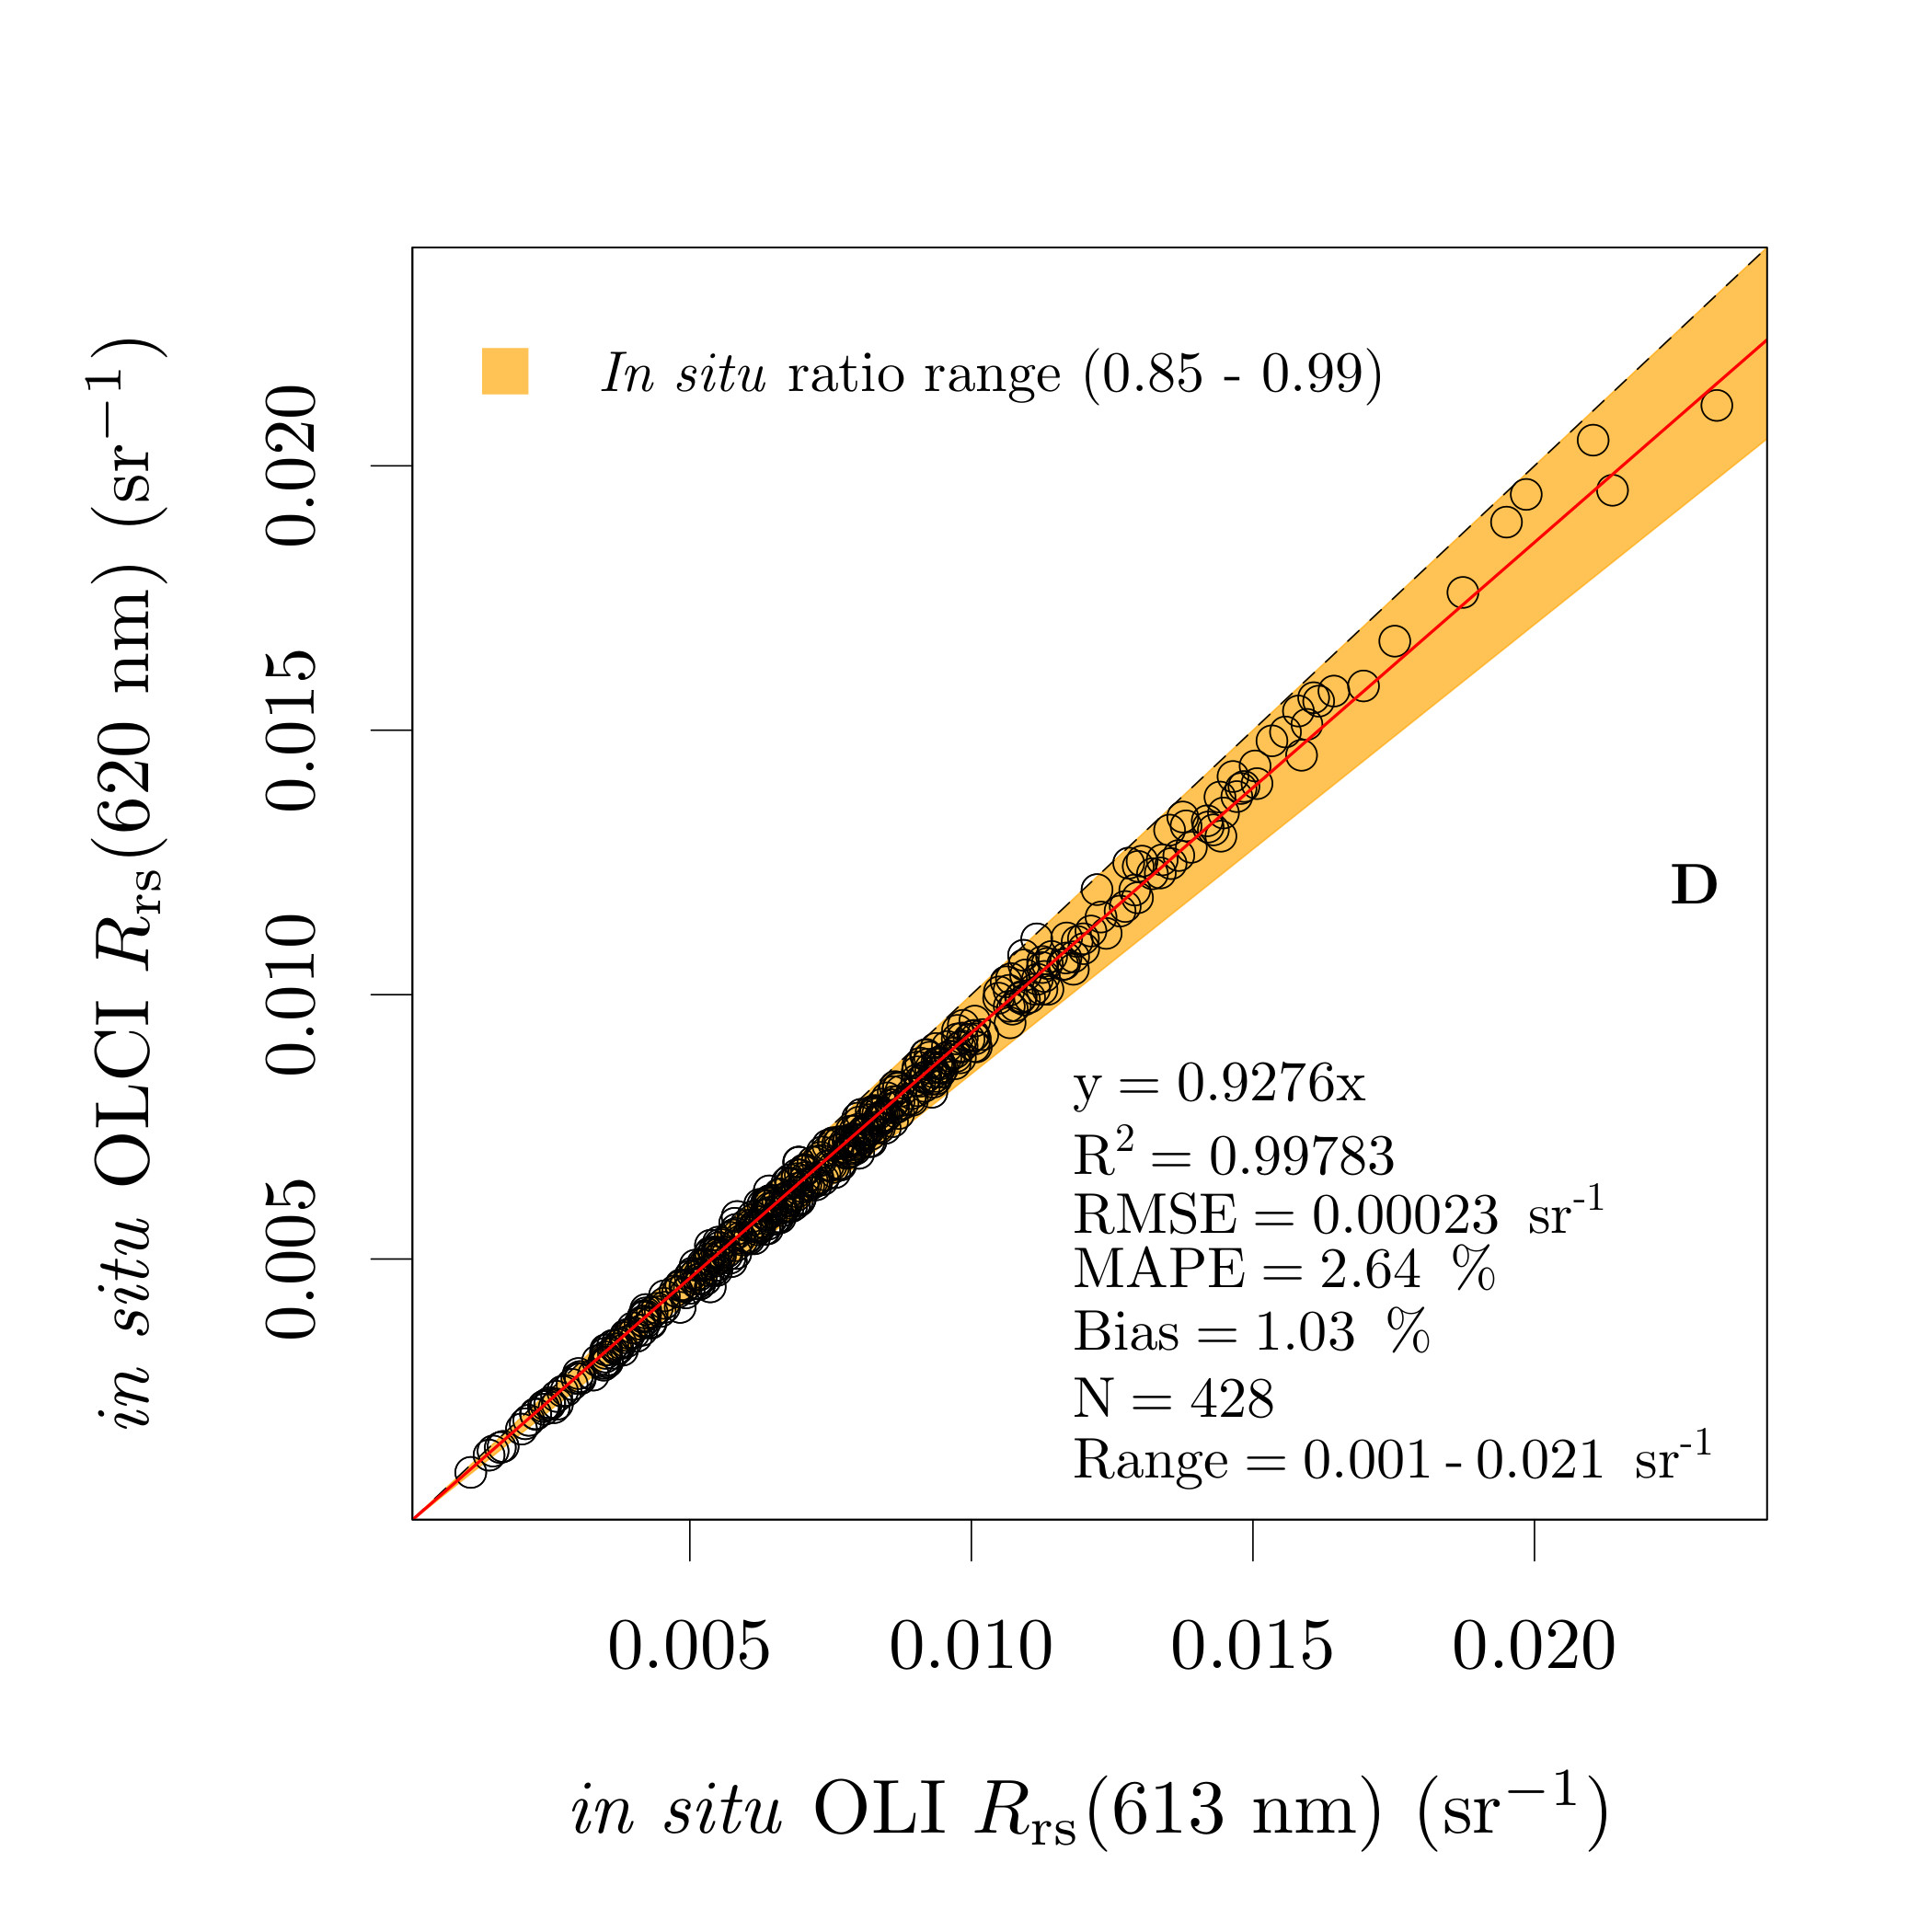 In situ ratio range (0.85 - 0.99)
in situ OLCI Rrs(620 nm) (sr−1)
0.020
0.015
0.010
0.005
D
y = 0.9276x
R2 = 0.99783
RMSE = 0.00023 sr-1
MAPE = 2.64 %
Bias = 1.03 %
N = 428
Range = 0.001 - 0.021 sr-1
0.005 0.010 0.015 0.020
in situ OLI Rrs(613 nm) (sr−1)